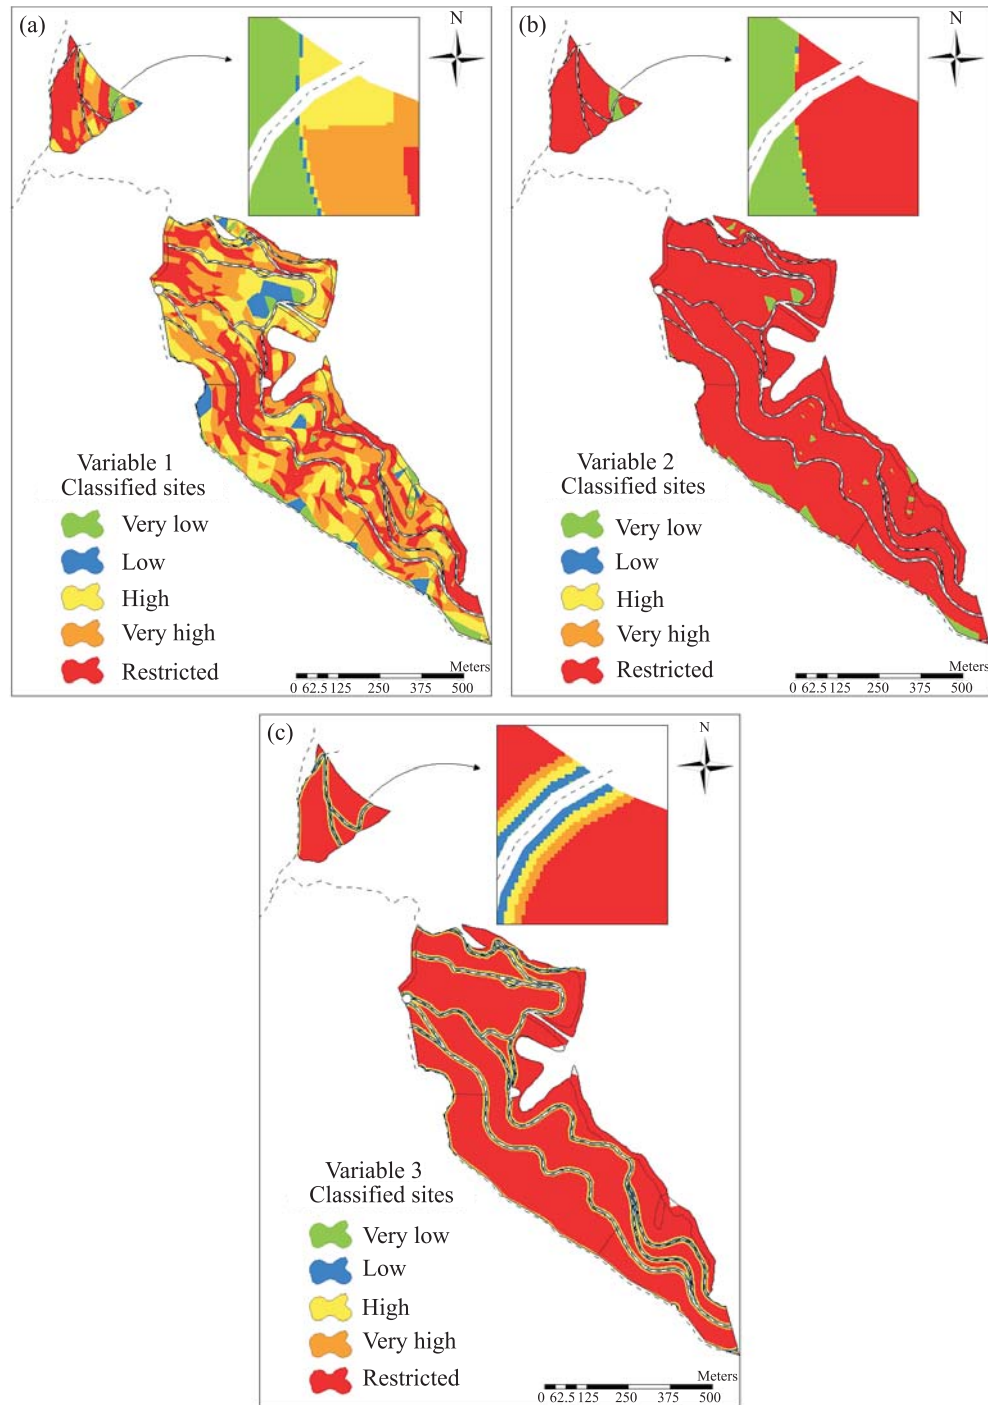 (a)
N
Variable 1
Classified sites
Very low
Low
High
Very high
Restricted
Meters
0 62.5 125 250 375 500
(b)
N
Variable 2
Classified sites
Very low
Low
High
Very high
Restricted
Meters
0 62.5 125 250 375 500
(c)
N
Variable 3
Classified sites
Very low
Low
High
Very high
Restricted
Meters
0 62.5 125 250 375 500